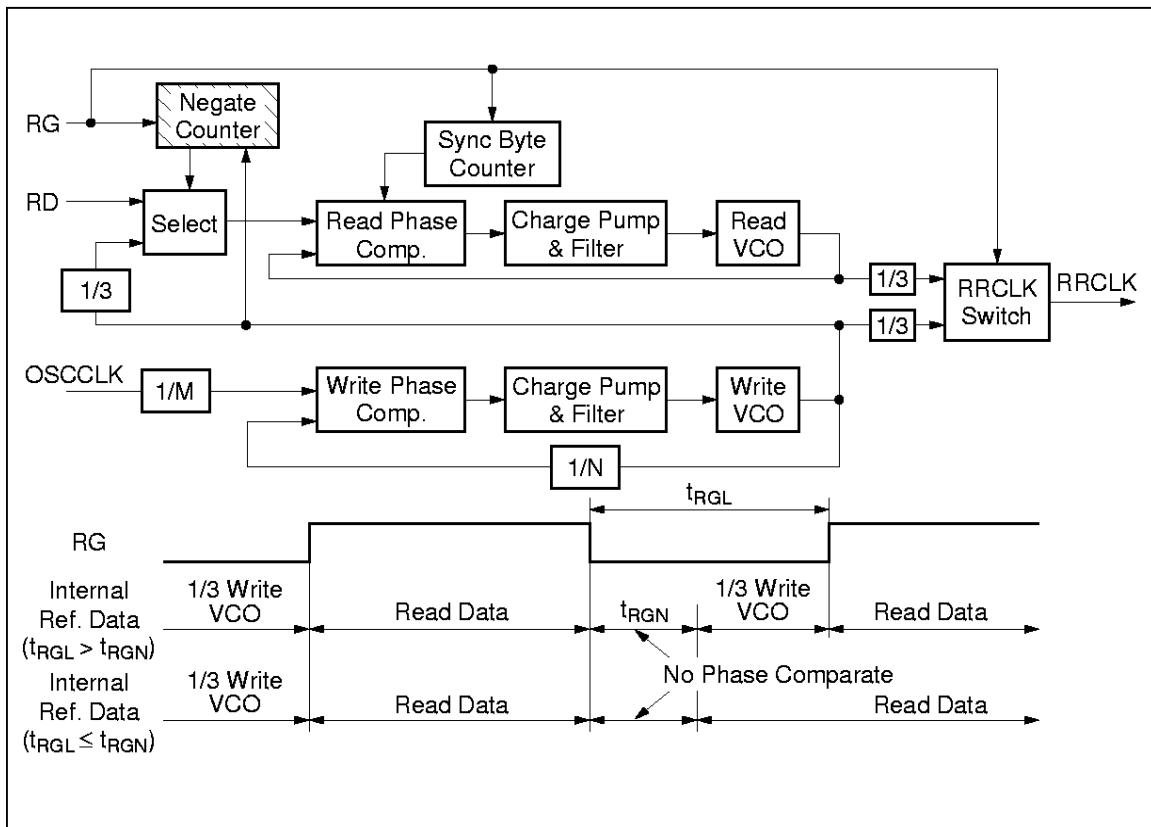 RG
Negate
Counter
Sync Byte
Counter
RD
Select
Read Phase
Comp.
Charge Pump
& Filter
Read
VCO
1/3
1/3
RRCLK
Switch
RRCLK
1/3
OSCCLK
1/M
Write Phase
Comp.
Charge Pump
& Filter
Write
VCO
1/N
tRGL
RG
Internal
Ref. Data
(tRGL > tRGN)
1/3 Write
VCO
Read Data
tRGN
1/3 Write
VCO
Read Data
No Phase Comparate
Internal
Ref. Data
(tRGL ≤ tRGN)
1/3 Write
VCO
Read Data
Read Data